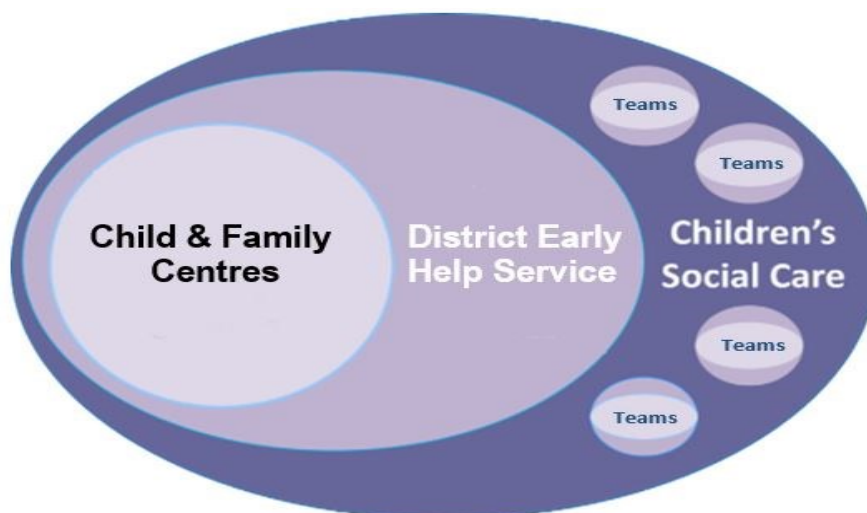 Teams
Teams
Child & Family
Centres
District Early
Help Service
Children's
Social Care
Teams
Teams